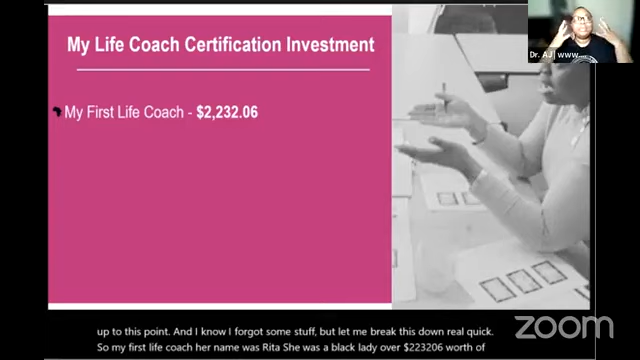 My Life Coach Certification Investment
Dr. AJ | www....
My First Life Coach - $2,232.06
up to this point. And I know I forgot some stuff, but let me break this down real quick.
So my first life coach her name was Rita She was a black lady over $223206 worth of
zoom